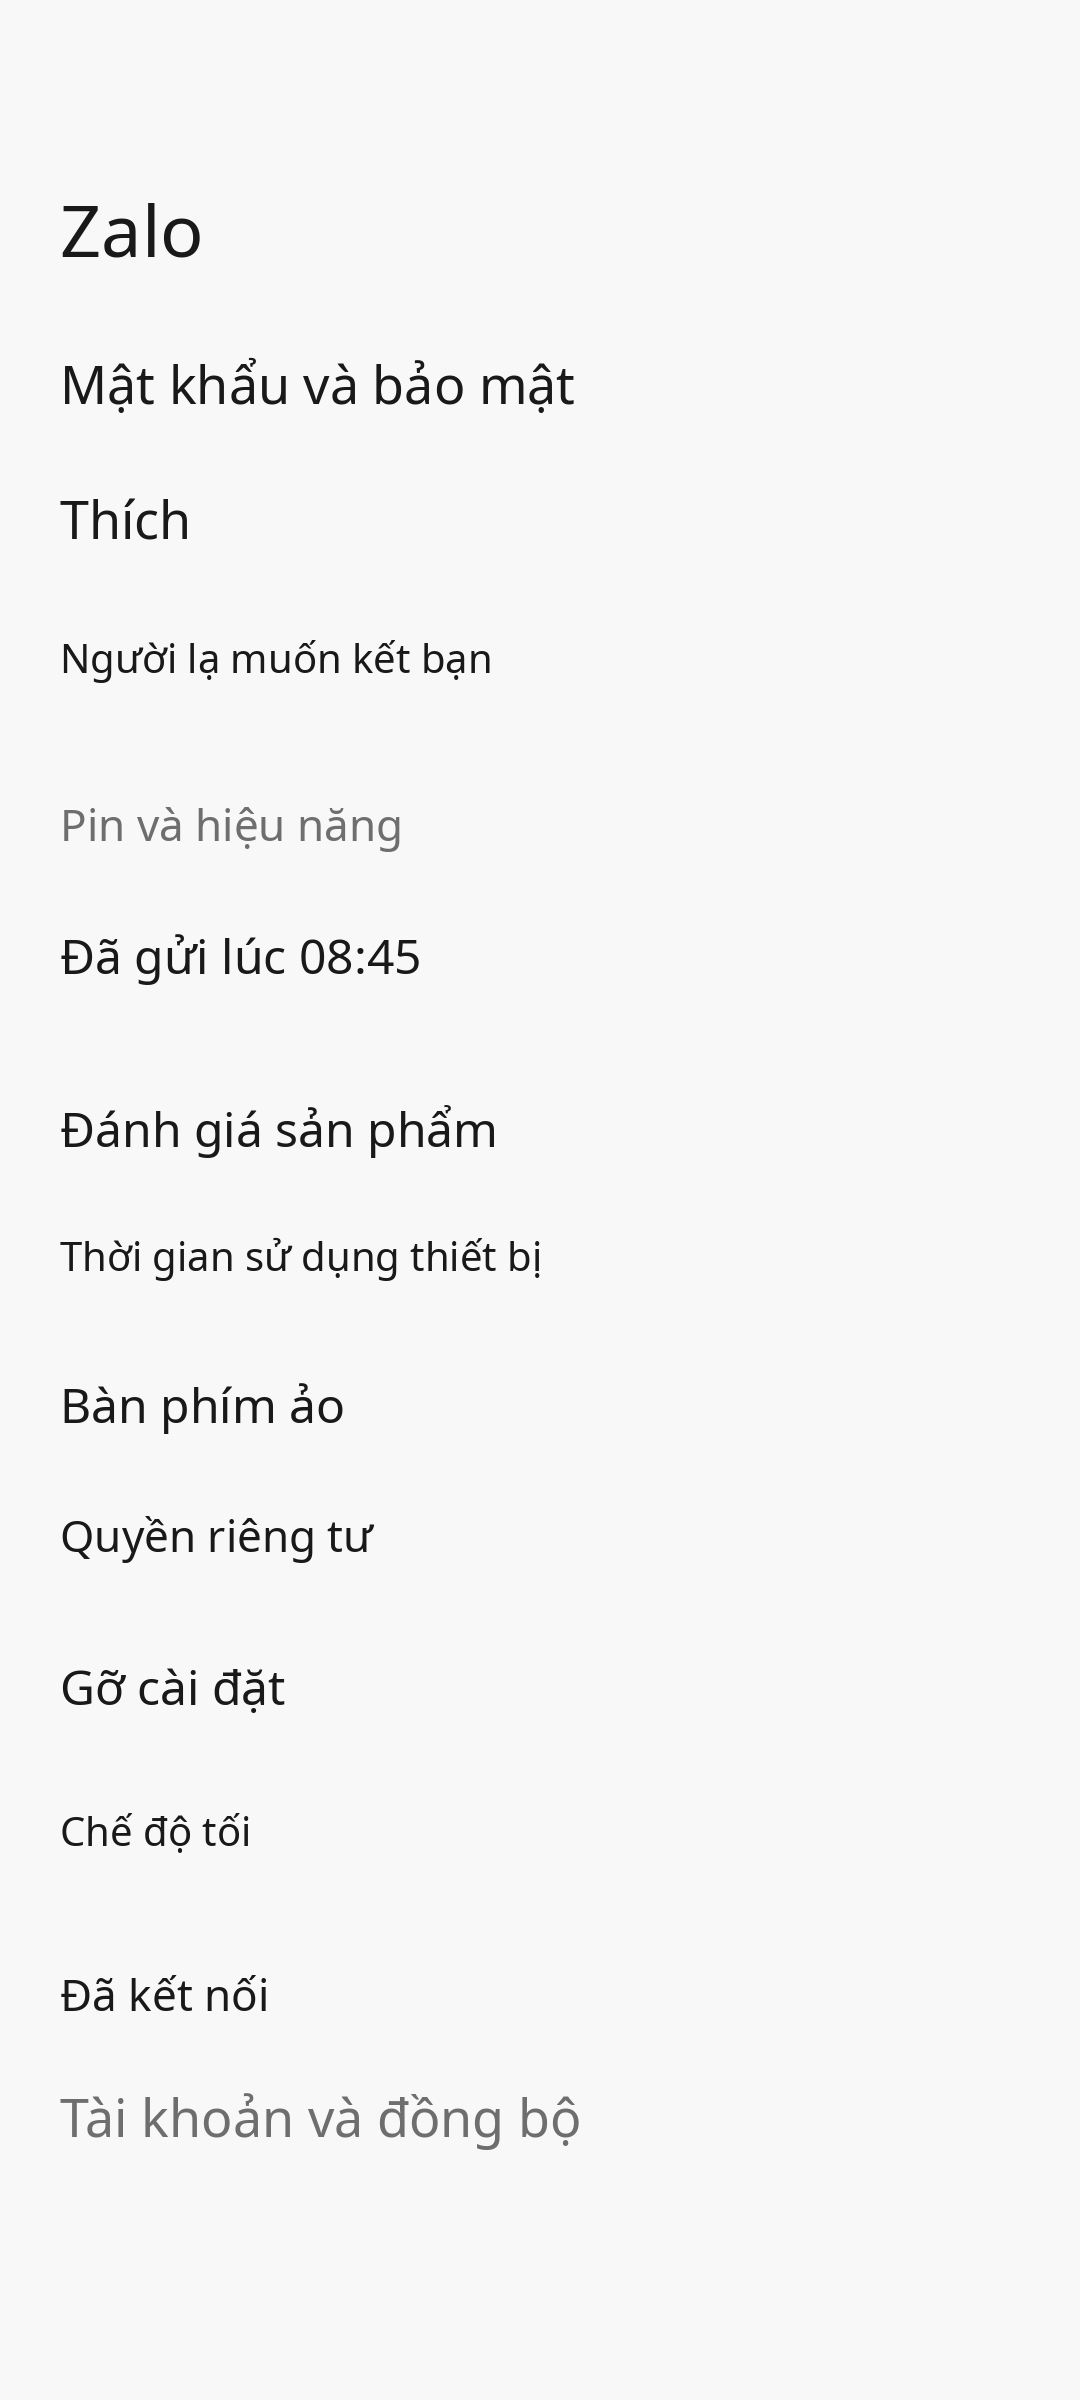 Zalo
Mật khẩu và bảo mật
Thích
Người lạ muốn kết bạn
Pin và hiệu năng
Đã gửi lúc 08:45
Đánh giá sản phẩm
Thời gian sử dụng thiết bị
Bàn phím ảo
Quyền riêng tư
Gỡ cài đặt
Chế độ tối
Đã kết nối
Tài khoản và đồng bộ